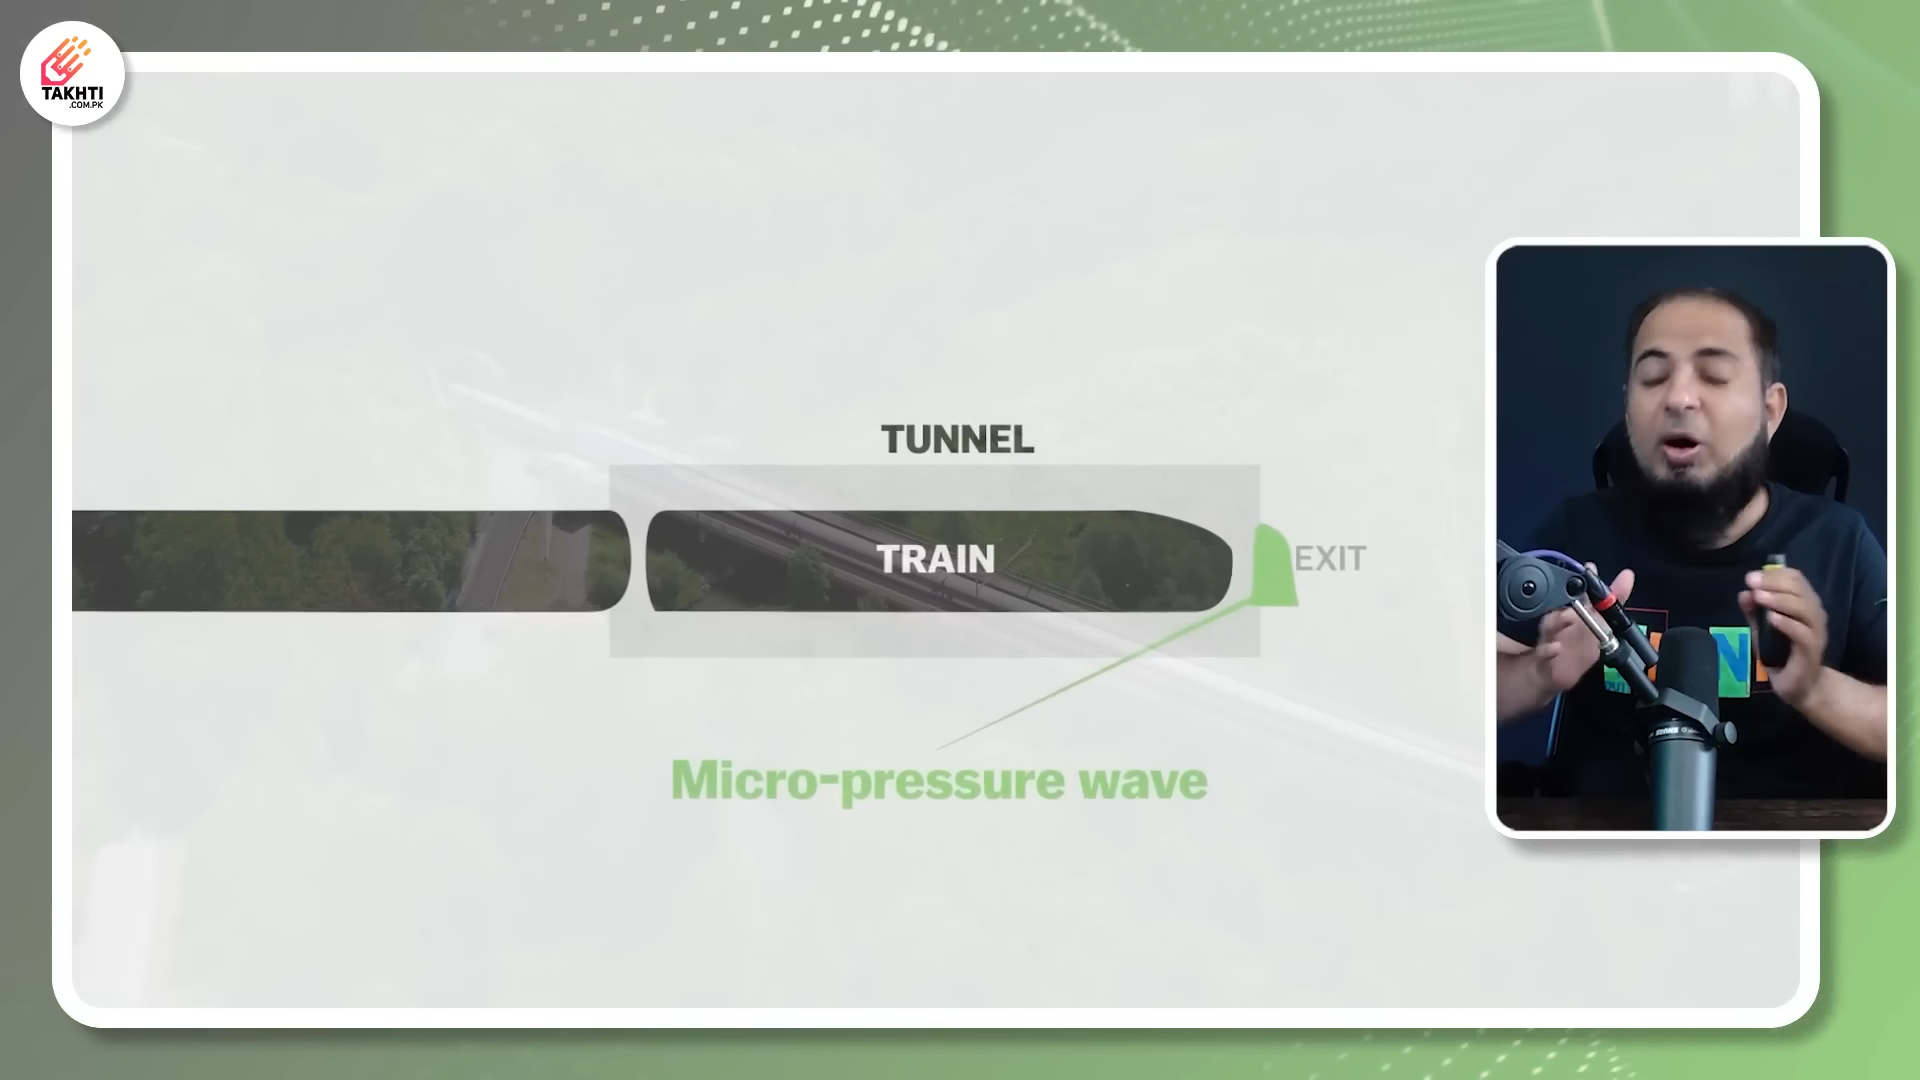 TAKHTI
.COM.PK
TUNNEL
TRAIN
EXIT
Micro-pressure wave